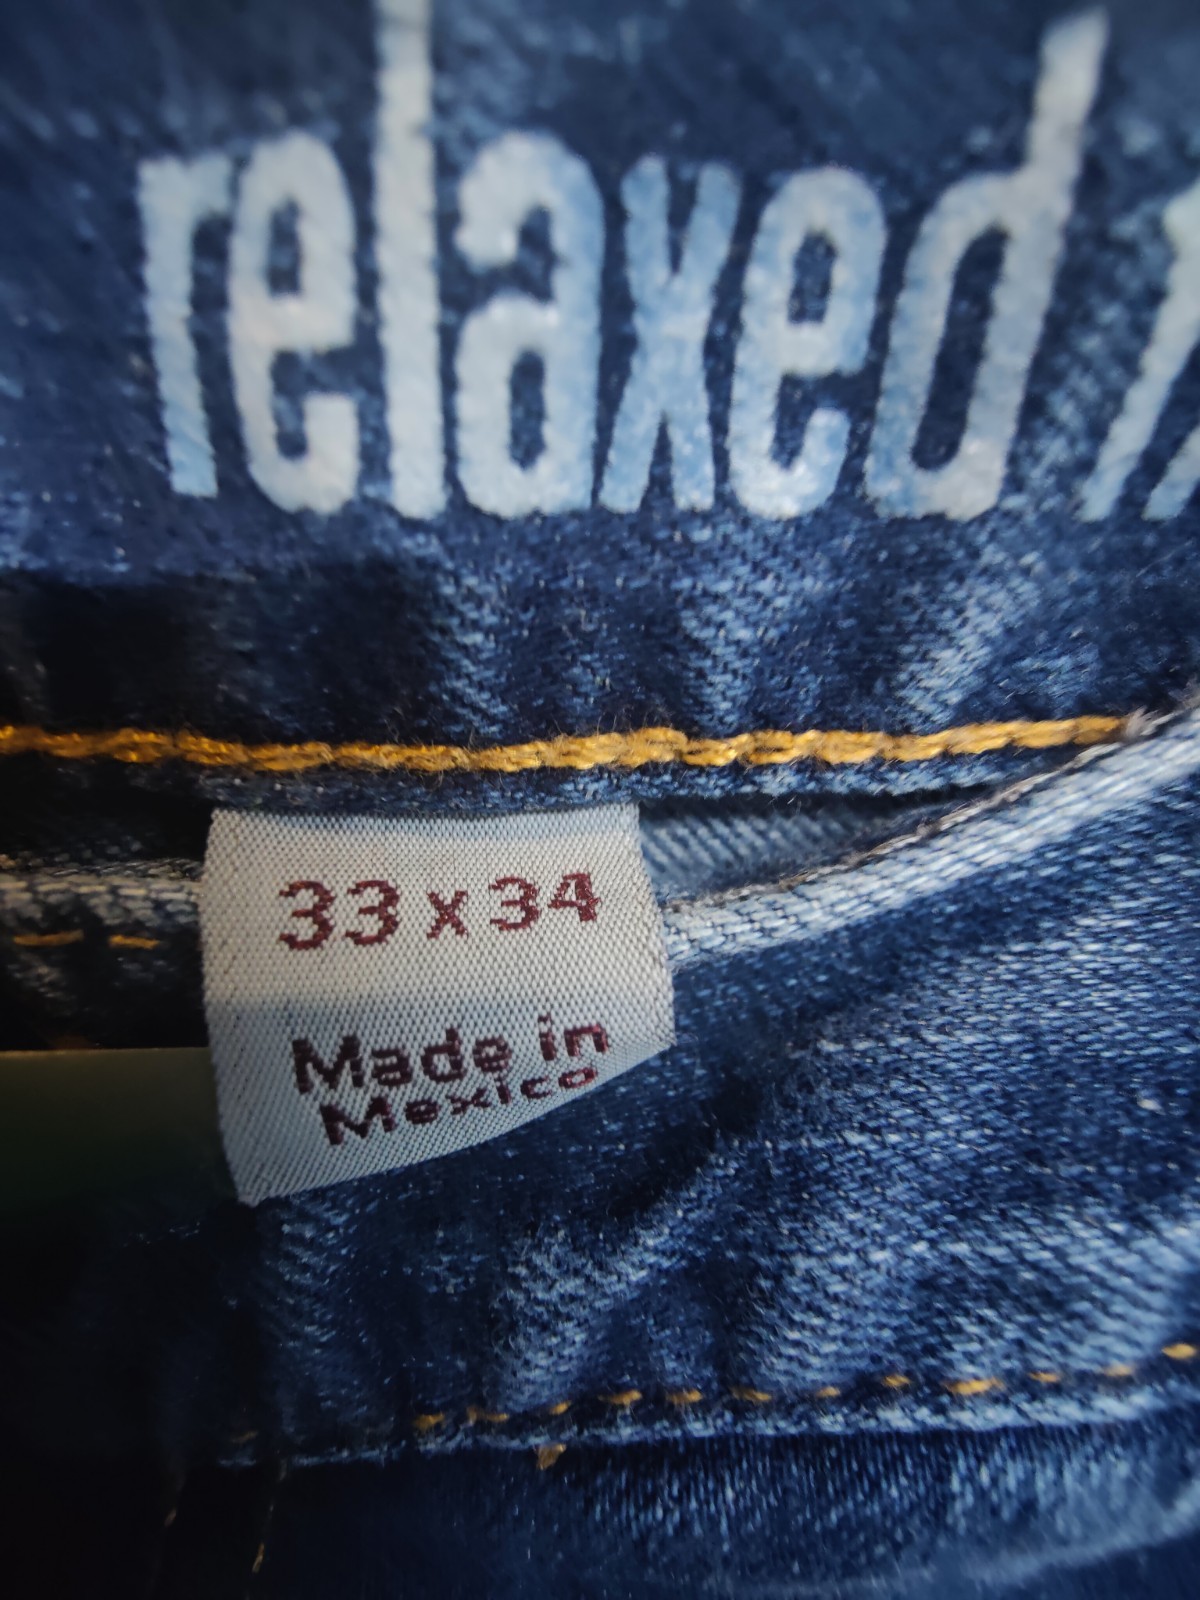 relaxed
33 x 34
Made in
Mexico